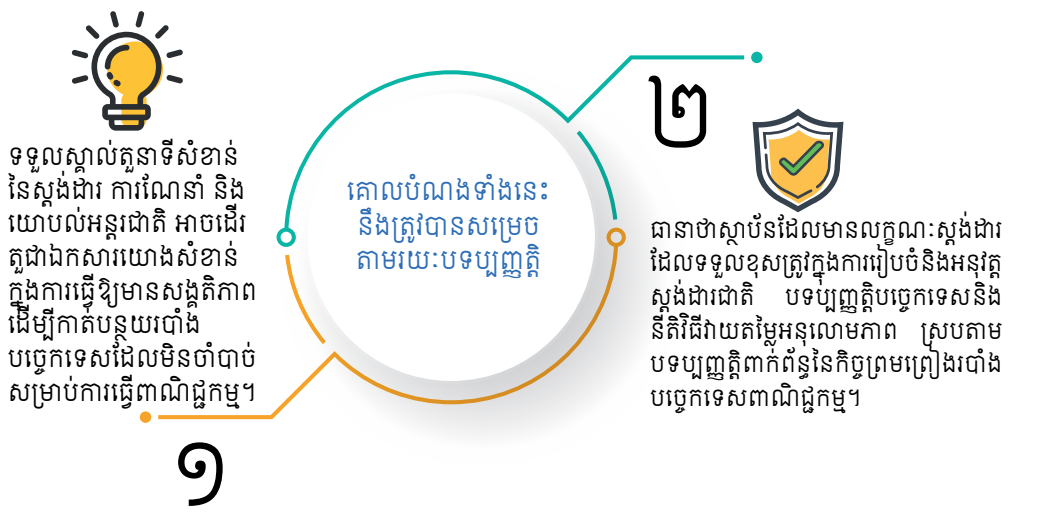 គោលបំណងទាំងនេះ
នឹងត្រូវបានសម្រេច
តាមរយៈបទប្បញ្ញត្តិ
១
ទទួលស្គាល់តួនាទីសំខាន់
នៃស្តង់ដារ ការណែនាំ និង
យោបល់អន្តរជាតិ អាចដើរ
តួជាឯកសារយោងសំខាន់
ក្នុងការធ្វើឱ្យមានសង្គតិភាព
ដើម្បីកាត់បន្ថយរបាំង
បច្ចេកទេសដែលមិនចាំបាច់
សម្រាប់ការធ្វើពាណិជ្ជកម្ម។
២
ធានាថាស្ថាប័នដែលមានលក្ខណៈស្តង់ដារ
ដែលទទួលខុសត្រូវក្នុងការរៀបចំនិងអនុវត្ត
ស្តង់ដារជាតិ បទប្បញ្ញត្តិបច្ចេកទេសនិង
នីតិវិធីវាយតម្លៃអនុលោមភាព ស្របតាម
បទប្បញ្ញត្តិពាក់ព័ន្ធនៃកិច្ចព្រមព្រៀងរបាំង
បច្ចេកទេសពាណិជ្ជកម្ម។